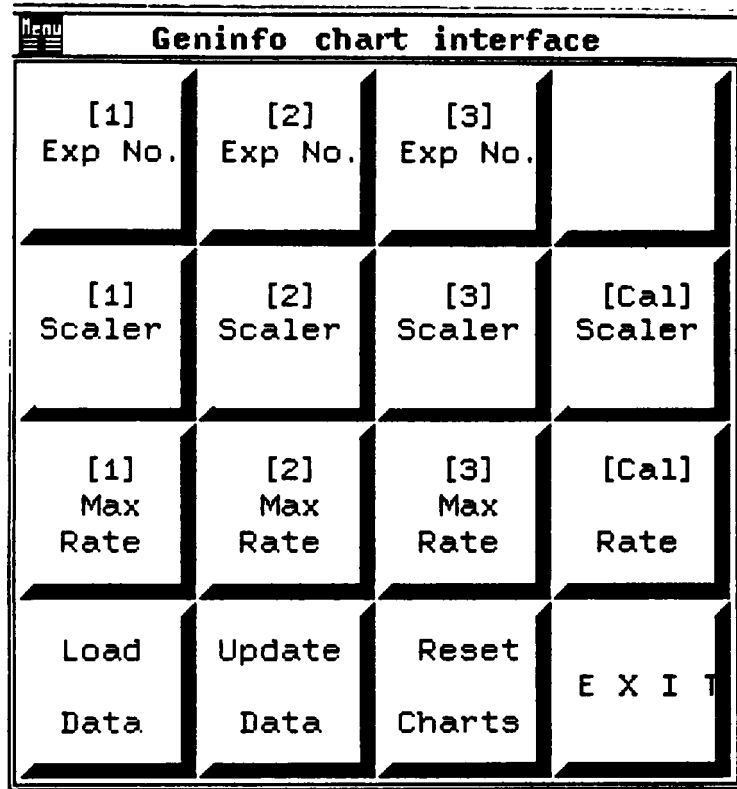 Menu
Geninfo chart interface
[1] [2] [3]
Exp No. Exp No. Exp No.
[1] [2] [3] [Cal]
Scaler Scaler Scaler Scaler
[1] [2] [3] [Cal]
Max Max Max
Rate Rate Rate Rate
Load Update Reset
E X I T
Data Data Charts